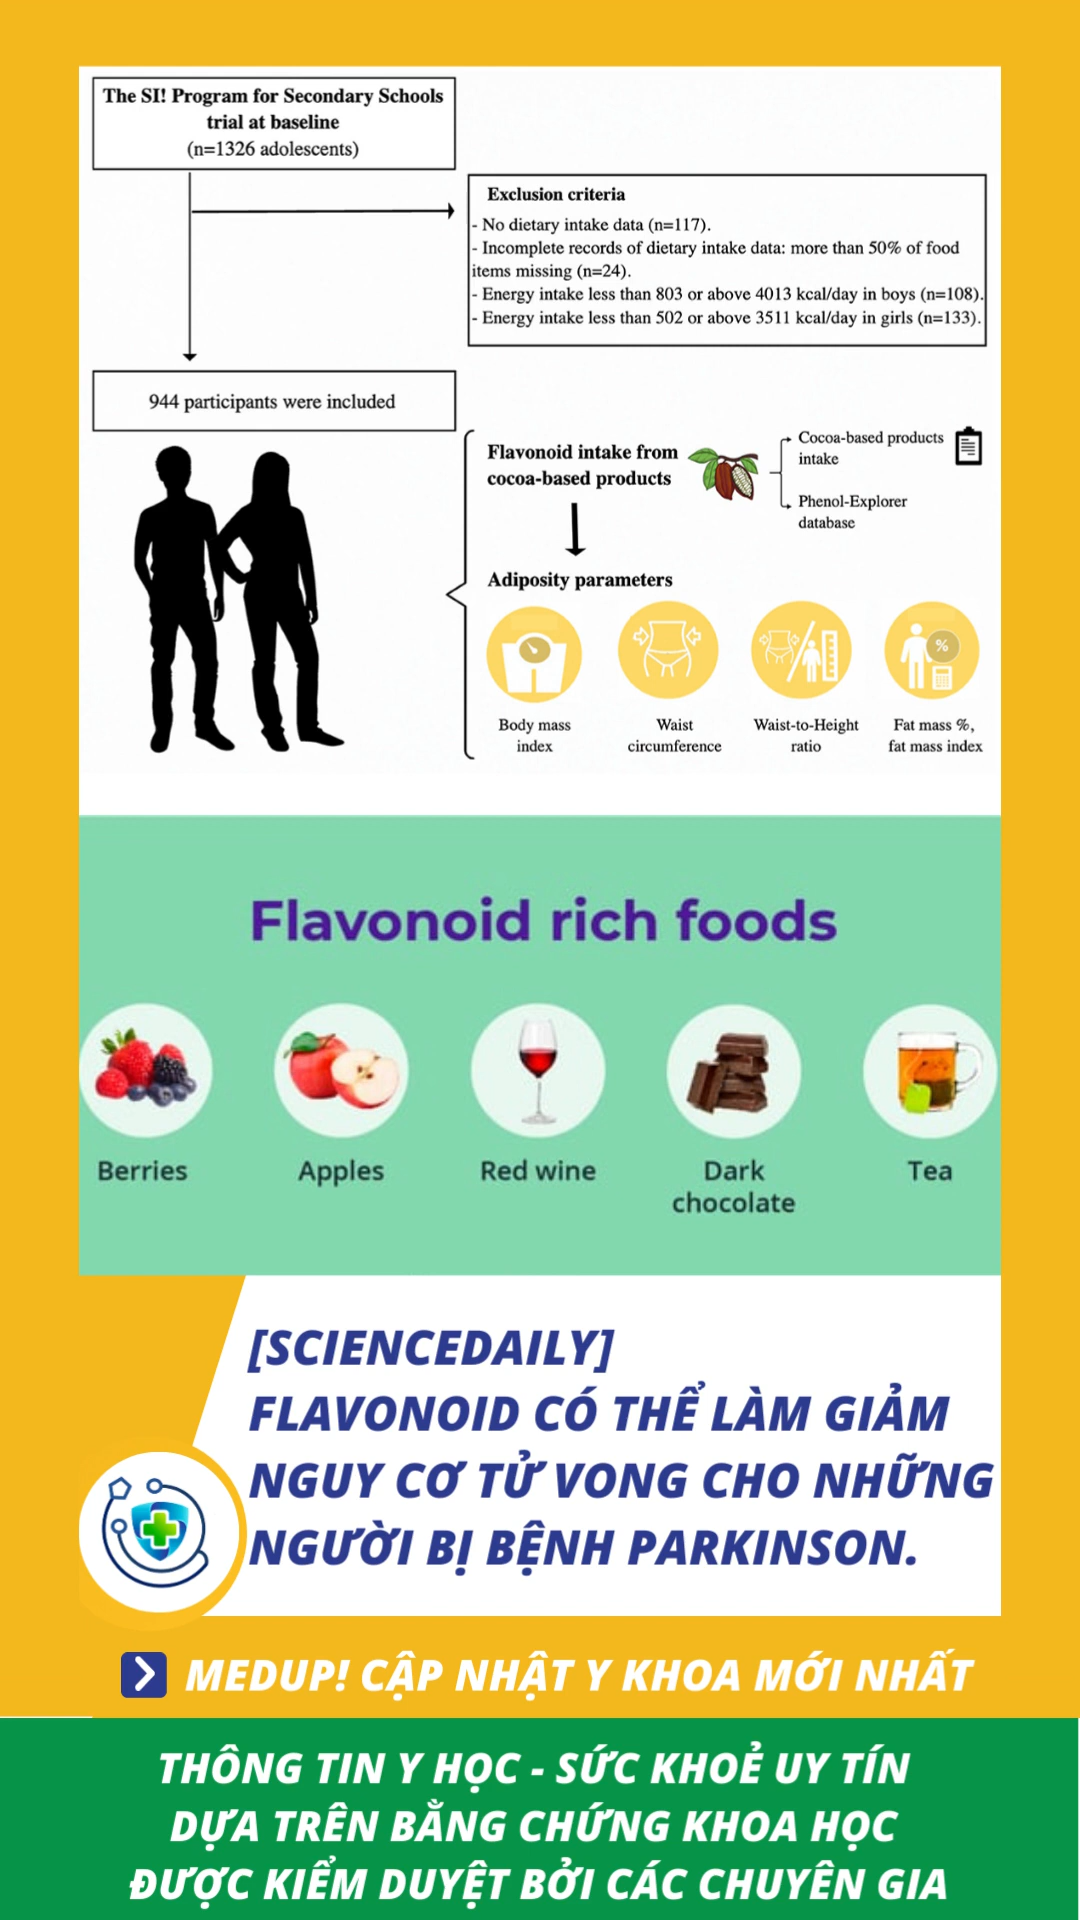 The SI! Program for Secondary Schools
trial at baseline
(n=1326 adolescents)
Exclusion criteria
- No dietary intake data (n=117).
- Incomplete records of dietary intake data: more than 50% of food
items missing (n=24).
- Energy intake less than 803 or above 4013 kcal/day in boys (n=108).
- Energy intake less than 502 or above 3511 kcal/day in girls (n=133).
944 participants were included
Flavonoid intake from
cocoa-based products
Cocoa-based products
intake
Phenol-Explorer
database
Adiposity parameters
%
Body mass
index
Waist
circumference
Waist-to-Height
ratio
Fat mass %,
fat mass index
Flavonoid rich foods
Berries
Apples
Red wine
Dark
chocolate
Tea
[SCIENCEDAILY]
FLAVONOID CÓ THỂ LÀM GIẢM
NGUY CƠ TỬ VONG CHO NHỮNG
NGƯỜI BỊ BỆNH PARKINSON.
MEDUP! CẬP NHẬT Y KHOA MỚI NHẤT
THÔNG TIN Y HỌC - SỨC KHOẺ UY TÍN
DỰA TRÊN BẰNG CHỨNG KHOA HỌC
ĐƯỢC KIỂM DUYỆT BỞI CÁC CHUYÊN GIA